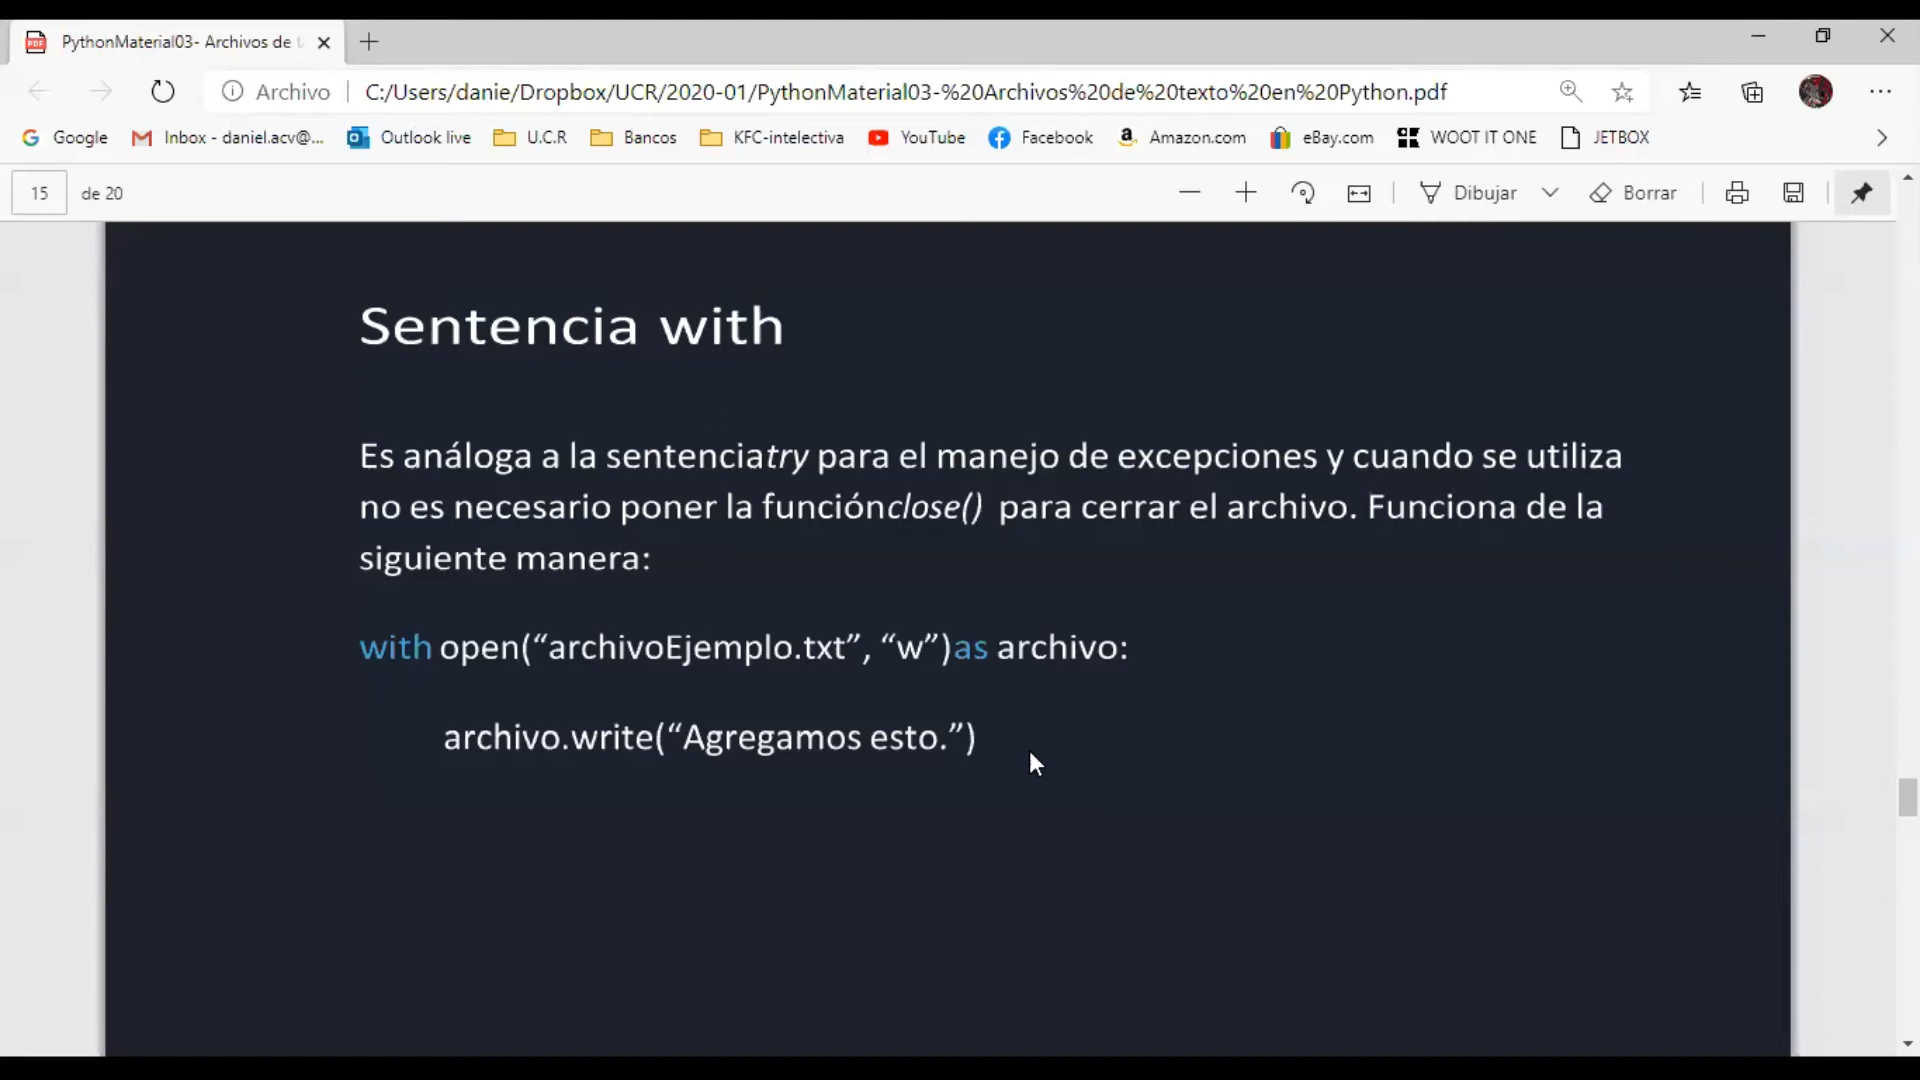 PythonMaterial03- Archivos de t
Archivo
C:/Users/danie/Dropbox/UCR/2020-01/PythonMaterial03-%20Archivos%20de%20texto%20en%20Python.pdf
Google
Inbox - daniel.acv@...
Outlook live
U.C.R
Bancos
KFC-intelectiva
YouTube
Facebook
Amazon.com
eBay.com
WOOT IT ONE
JETBOX
15 de 20
Dibujar
Borrar
Sentencia with
Es análoga a la sentenciatry para el manejo de excepciones y cuando se utiliza
no es necesario poner la funciónclose() para cerrar el archivo. Funciona de la
siguiente manera:
with open(“archivoEjemplo.txt”, “w”)as archivo:
archivo.write(“Agregamos esto.”)